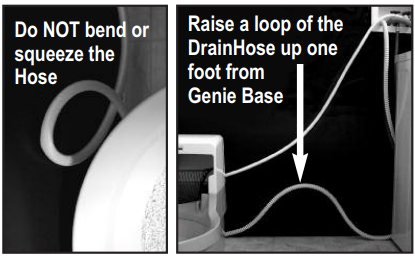 Do NOT bend or
squeeze the
Hose
Raise a loop of the
DrainHose up one
foot from
Genie Base